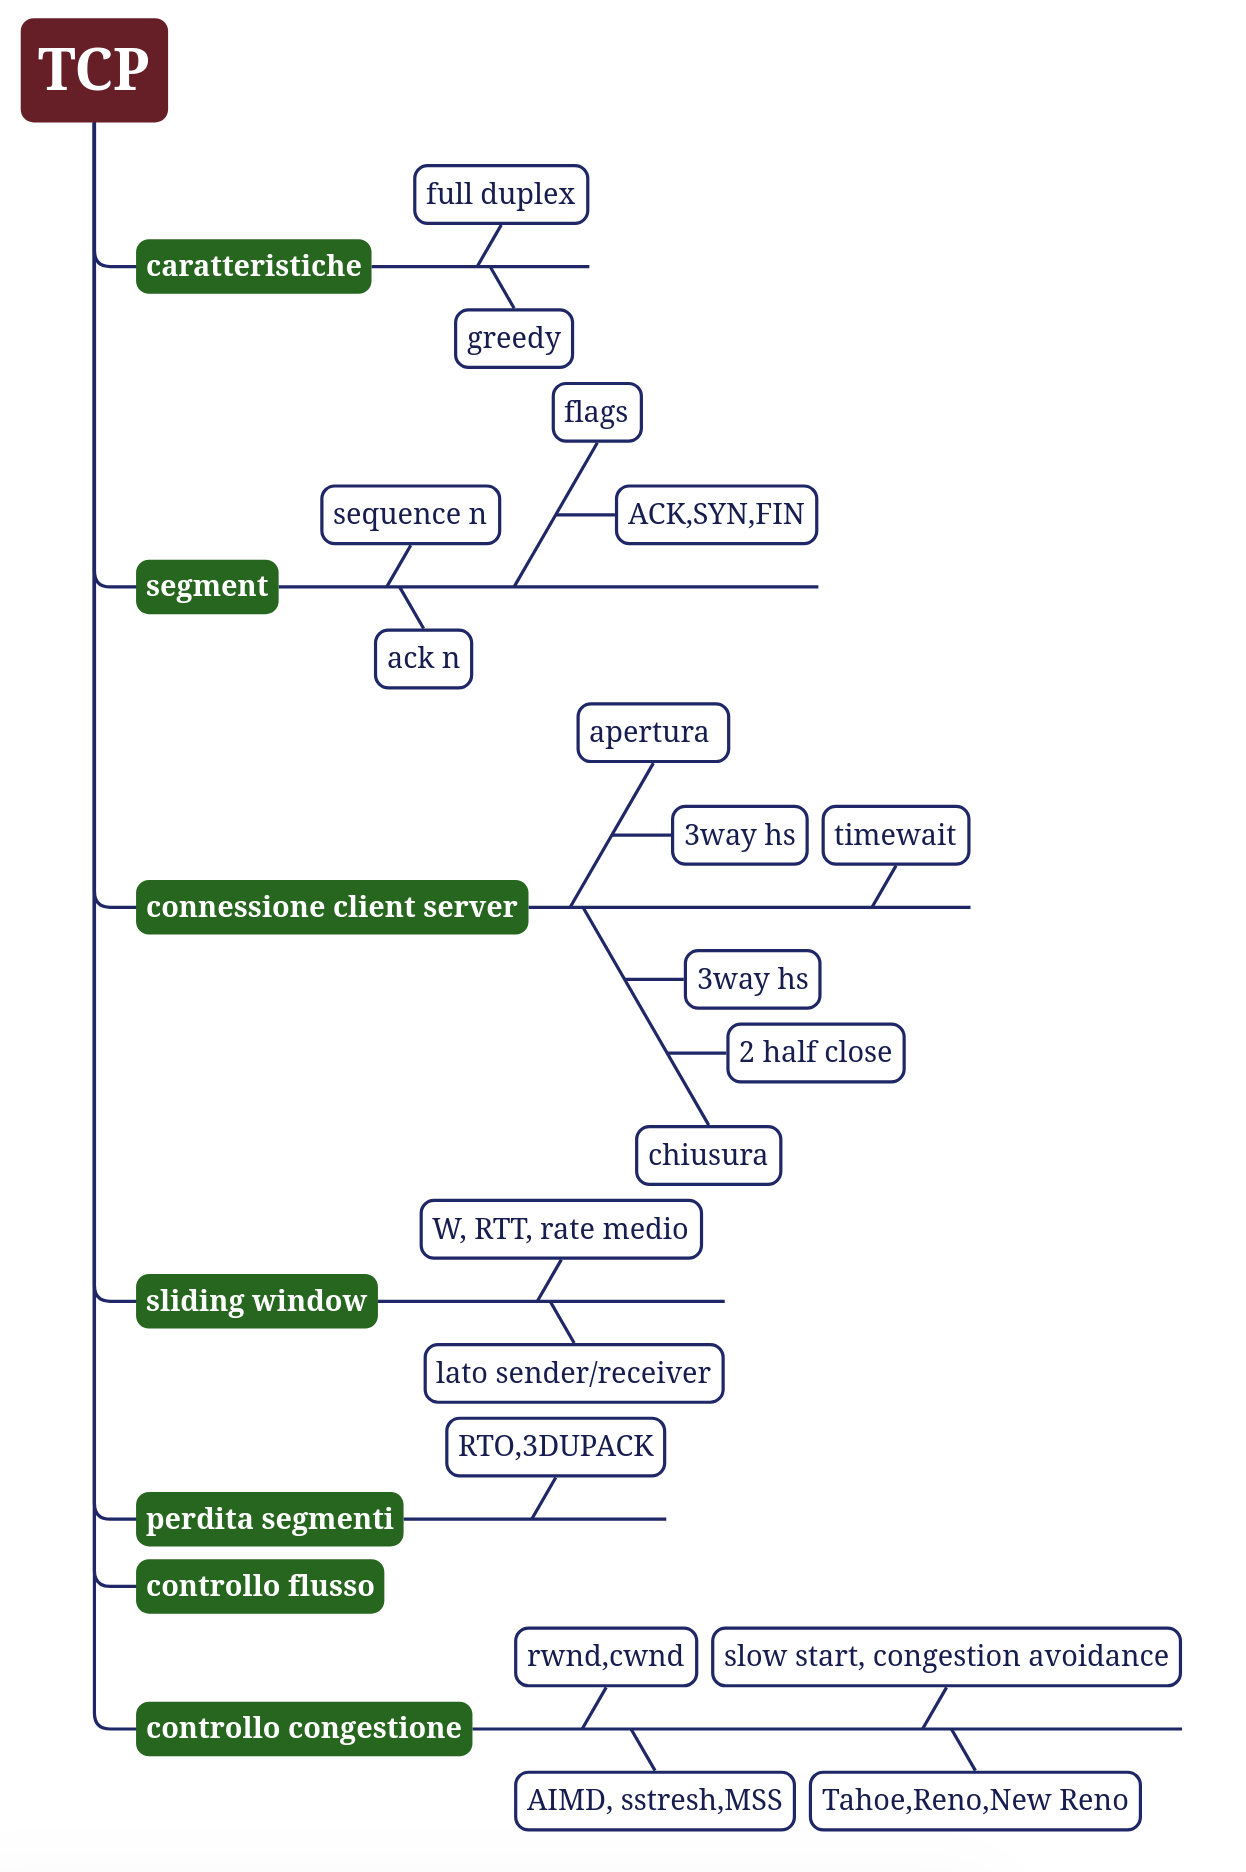 TCP
full duplex
caratteristiche
greedy
flags
sequence n
ACK,SYN,FIN
segment
ack n
apertura
3way hs
timewait
connessione client server
3way hs
2 half close
chiusura
W, RTT, rate medio
sliding window
lato sender/receiver
RTO,3DUPACK
perdita segmenti
controllo flusso
rwnd,cwnd
slow start, congestion avoidance
controllo congestione
AIMD, sstresh,MSS
Tahoe,Reno,New Reno